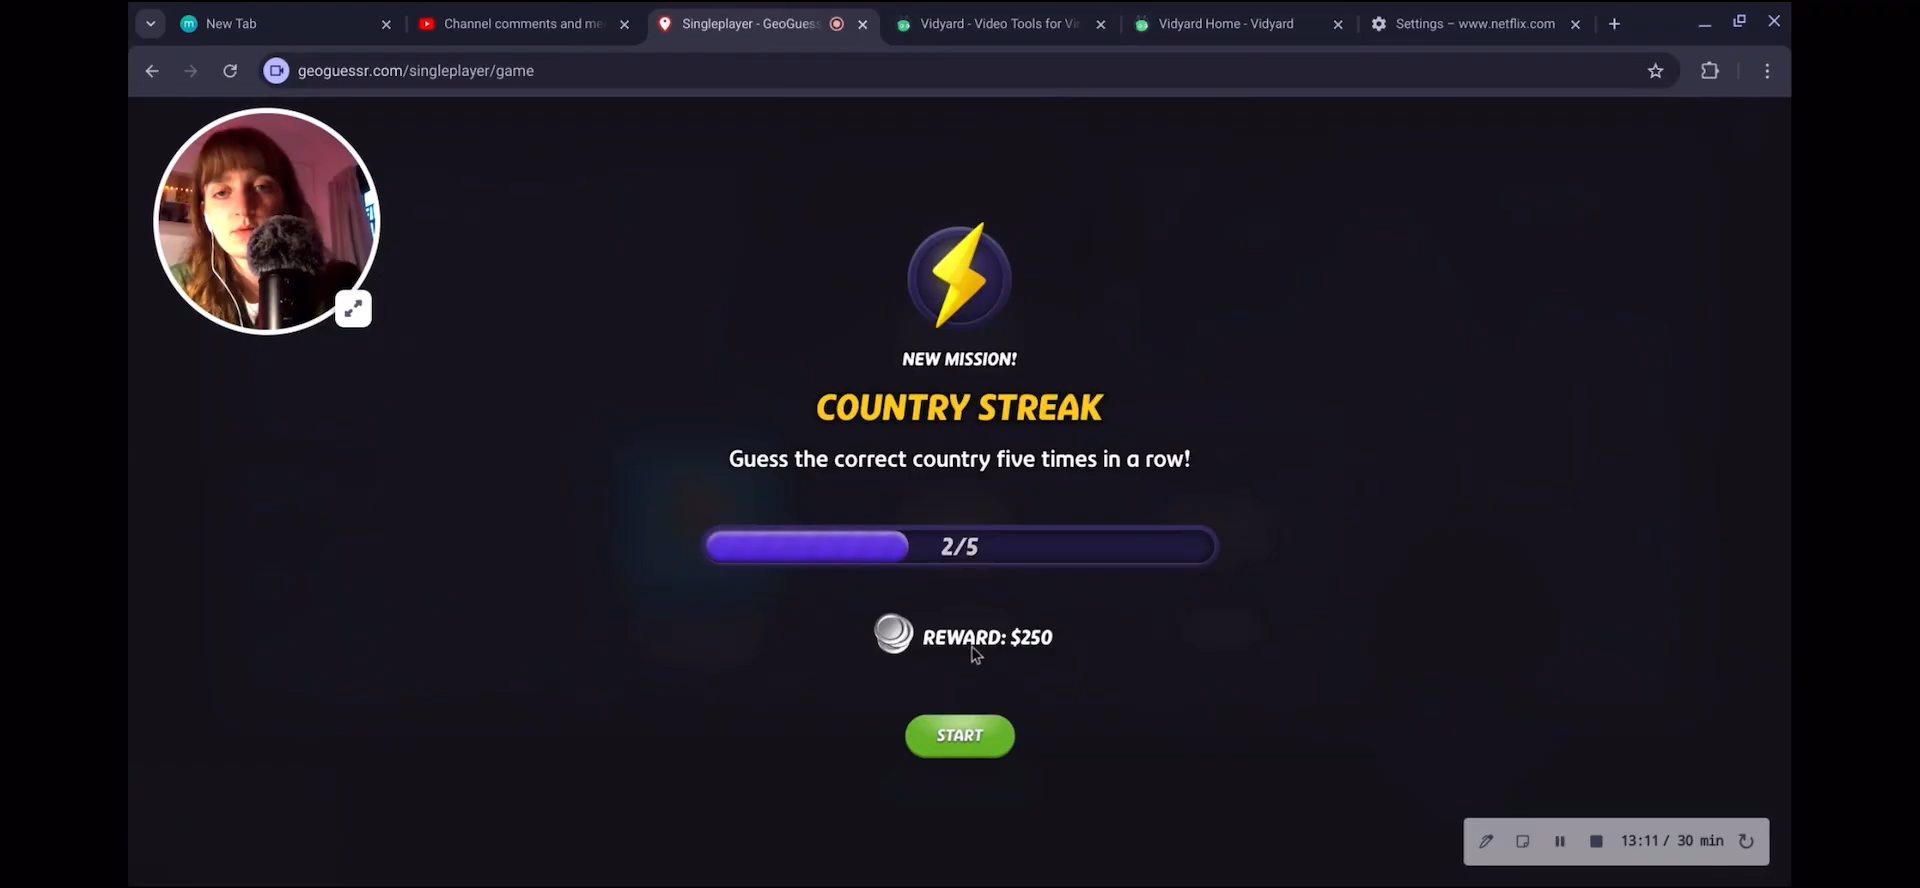 New Tab
Channel comments and me
Singleplayer - GeoGuess
Vidyard - Video Tools for Vir
Vidyard Home - Vidyard
Settings – www.netflix.com
geoguessr.com/singleplayer/game
NEW MISSION!
COUNTRY STREAK
Guess the correct country five times in a row!
2/5
REWARD: $250
START
13:11 / 30 min